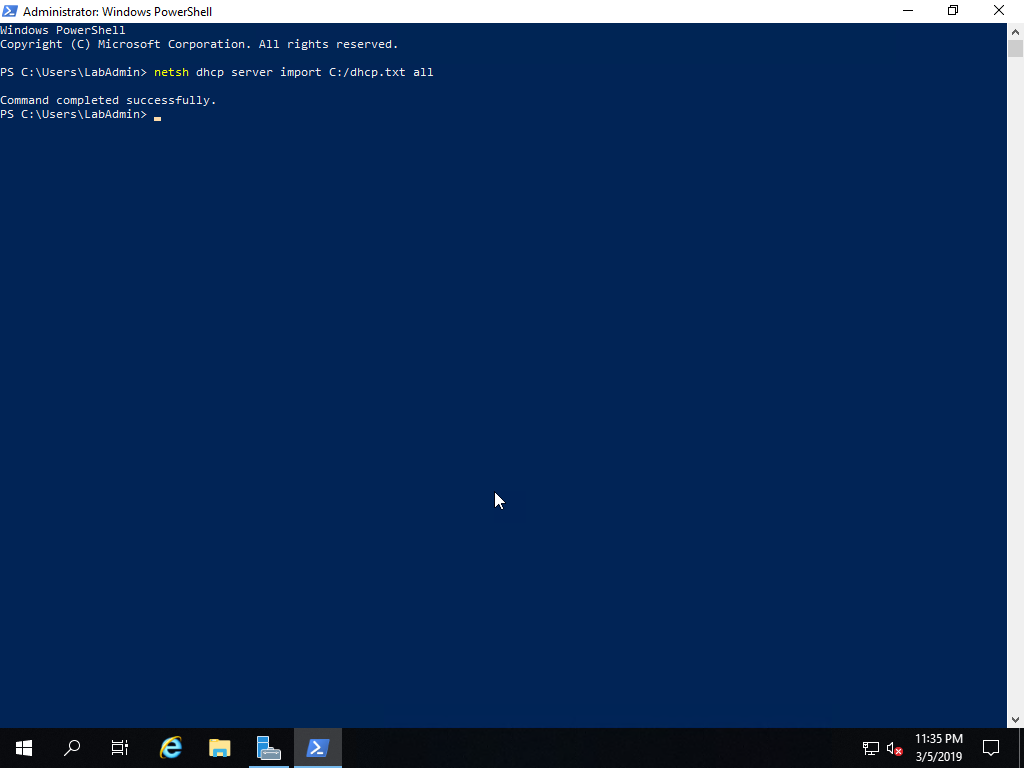 Administrator: Windows PowerShell
Windows PowerShell
Copyright (C) Microsoft Corporation. All rights reserved.
PS C:\Users\LabAdmin> netsh dhcp server import C:/dhcp.txt all
Command completed successfully.
PS C:\Users\LabAdmin>
11:35 PM
3/5/2019